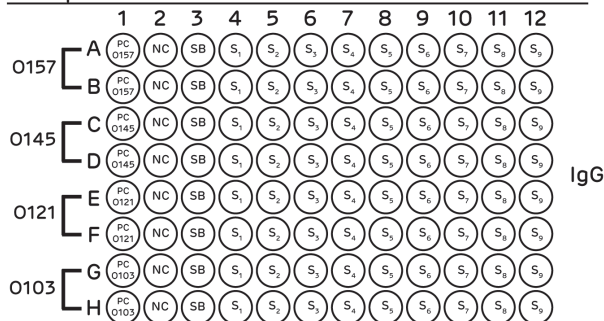 1 2 3 4 5 6 7 8 9 10 11 12
O157 A PC O157 NC SB S₁ S₂ S₃ S₄ S₅ S₆ S₇ S₈ S₉
B PC O157 NC SB S₁ S₂ S₃ S₄ S₅ S₆ S₇ S₈ S₉
O145 C PC O145 NC SB S₁ S₂ S₃ S₄ S₅ S₆ S₇ S₈ S₉
D PC O145 NC SB S₁ S₂ S₃ S₄ S₅ S₆ S₇ S₈ S₉
IgG
O121 E PC O121 NC SB S₁ S₂ S₃ S₄ S₅ S₆ S₇ S₈ S₉
F PC O121 NC SB S₁ S₂ S₃ S₄ S₅ S₆ S₇ S₈ S₉
O103 G PC O103 NC SB S₁ S₂ S₃ S₄ S₅ S₆ S₇ S₈ S₉
H PC O103 NC SB S₁ S₂ S₃ S₄ S₅ S₆ S₇ S₈ S₉